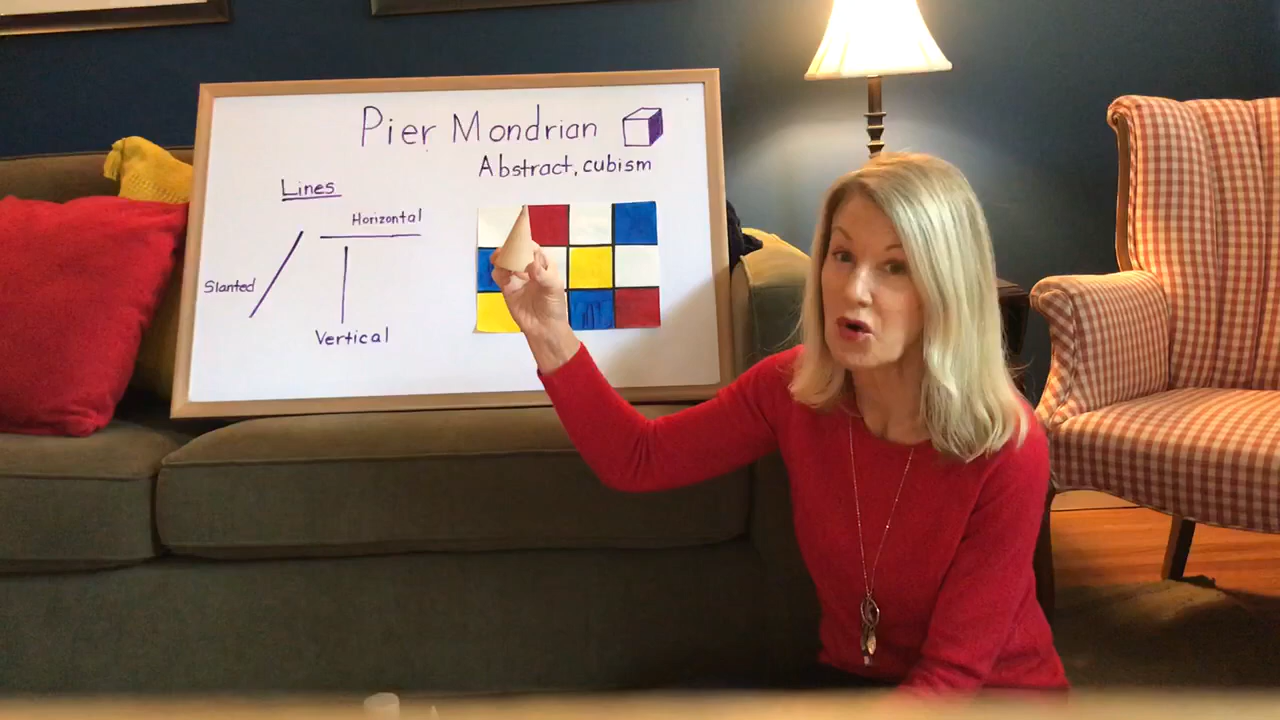 Pier Mondrian
Abstract, cubism
Lines
Horizontal
Slanted
Vertical